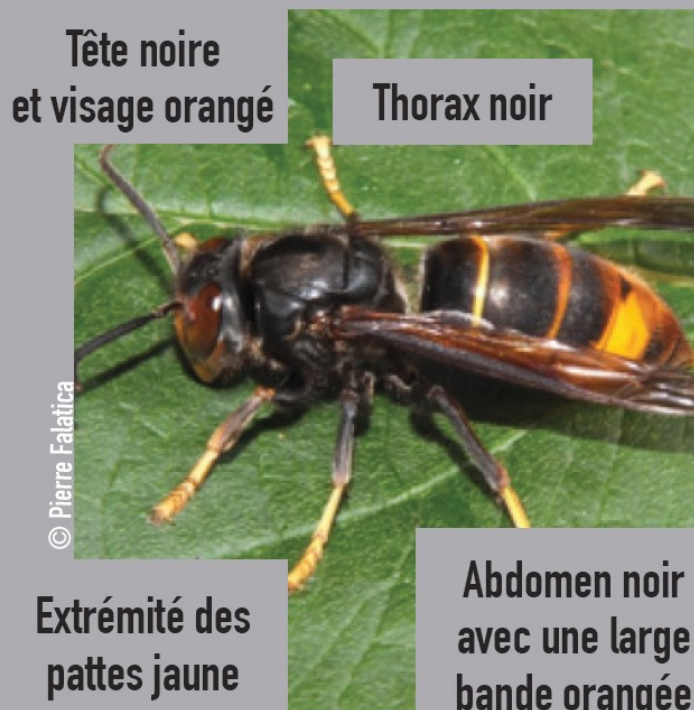 Tête noire
et visage orangé
Thorax noir
© Pierre Falatica
Extrémité des
pattes jaune
Abdomen noir
avec une large
bande orangée